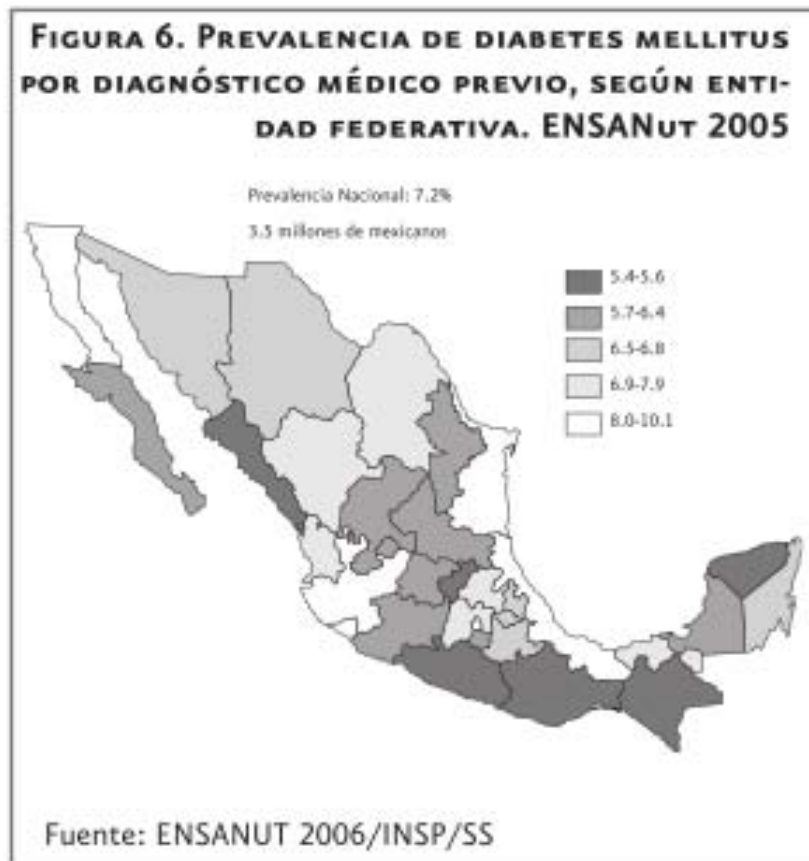 FIGURA 6. PREVALENCIA DE DIABETES MELLITUS
POR DIAGNÓSTICO MÉDICO PREVIO, SEGÚN ENTI-
DAD FEDERATIVA. ENSANUT 2005
Prevalencia Nacional: 7.2%
3.5 millones de mexicanos
5.4-5.6
5.7-6.4
6.5-6.8
6.9-7.9
8.0-10.1
Fuente: ENSANUT 2006/INSP/SS